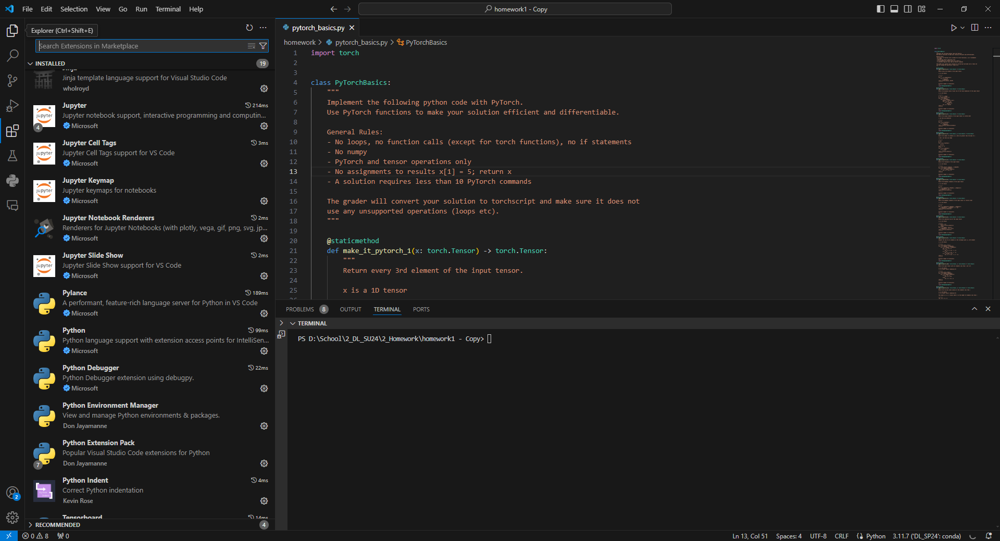 File Edit Selection View Go Run Terminal Help
homework1 - Copy
Explorer (Ctrl+Shift+E)
Search Extensions in Marketplace
INSTALLED 19
Jinja
Jinja template language support for Visual Studio Code
wholroyd
Jupyter 214ms
Jupyter notebook support, interactive programming and computin...
Microsoft
4
Jupyter Cell Tags 3ms
Jupyter Cell Tags support for VS Code
Microsoft
Jupyter Keymap
Jupyter keymaps for notebooks
Microsoft
Jupyter Notebook Renderers 2ms
Renderers for Jupyter Notebooks (with plotly, vega, gif, png, svg, jp...
Microsoft
Jupyter Slide Show 2ms
Jupyter Slide Show support for VS Code
Microsoft
Pylance 189ms
A performant, feature-rich language server for Python in VS Code
Microsoft
Python 99ms
Python language support with extension access points for IntelliSen...
Microsoft
Python Debugger 22ms
Python Debugger extension using debugpy.
Microsoft
Python Environment Manager
View and manage Python environments & packages.
Don Jayamanne
Python Extension Pack
Popular Visual Studio Code extensions for Python
Don Jayamanne
7
Python Indent 4ms
Correct Python indentation
Kevin Rose
Tensorboard 14ms
RECOMMENDED 4
2
pytorch_basics.py
homework > pytorch_basics.py > PyTorchBasics
1 import torch
2
3
4 class PyTorchBasics:
5 """
6 Implement the following python code with PyTorch.
7 Use PyTorch functions to make your solution efficient and differentiable.
8
9 General Rules:
10 - No loops, no function calls (except for torch functions), no if statements
11 - No numpy
12 - PyTorch and tensor operations only
13 - No assignments to results x[1] = 5; return x
14 - A solution requires less than 10 PyTorch commands
15
16 The grader will convert your solution to torchscript and make sure it does not
17 use any unsupported operations (loops etc).
18 """
19
20 @staticmethod
21 def make_it_pytorch_1(x: torch.Tensor) -> torch.Tensor:
22 """
23 Return every 3rd element of the input tensor.
24
25 x is a 1D tensor
26
PROBLEMS 8 OUTPUT TERMINAL PORTS
TERMINAL
PS D:\School\2_DL_SU24\2_Homework\homework1 - Copy>
0 8 0
Ln 13, Col 51 Spaces: 4 UTF-8 CRLF Python 3.11.7 ('DL_SP24': conda)